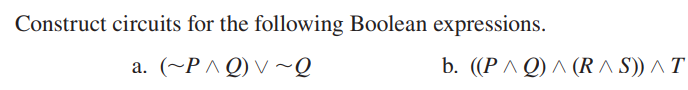 Construct circuits for the following Boolean expressions.
a. (∼P ∧ Q) ∨ ∼Q b. ((P ∧ Q) ∧ (R ∧ S)) ∧ T